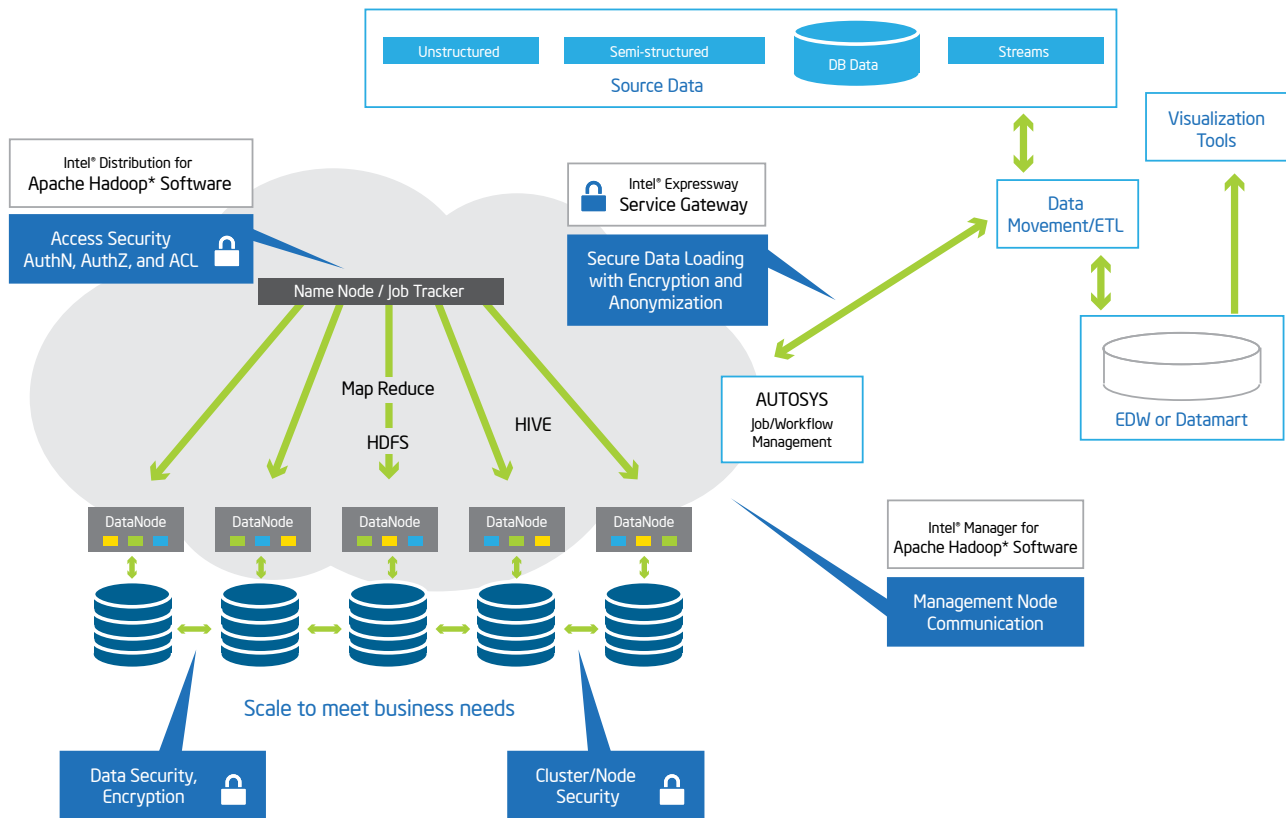 Unstructured
Semi-structured
DB Data
Streams
Source Data
Visualization
Tools
Intel® Distribution for
Apache Hadoop* Software
Access Security
AuthN, AuthZ, and ACL
Intel® Expressway
Service Gateway
Secure Data Loading
with Encryption and
Anonymization
Data
Movement/ETL
Name Node / Job Tracker
Map Reduce
HDFS
HIVE
AUTOSYS
Job/Workflow
Management
EDW or Datamart
DataNode
DataNode
DataNode
DataNode
DataNode
Intel® Manager for
Apache Hadoop* Software
Management Node
Communication
Scale to meet business needs
Data Security,
Encryption
Cluster/Node
Security